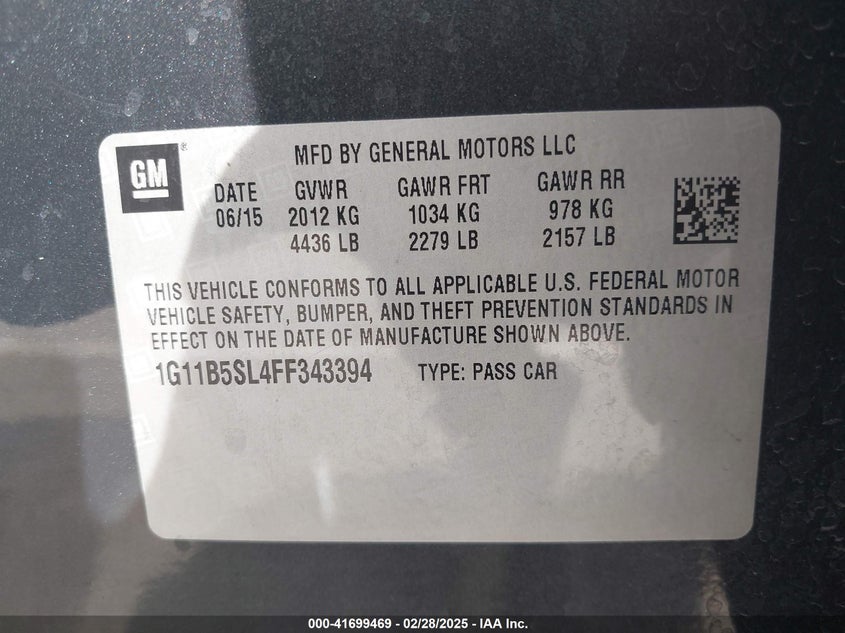 GM
MFD BY GENERAL MOTORS LLC
DATE GVWR GAWR FRT GAWR RR
06/15 2012 KG 1034 KG 978 KG
4436 LB 2279 LB 2157 LB
THIS VEHICLE CONFORMS TO ALL APPLICABLE U.S. FEDERAL MOTOR
VEHICLE SAFETY, BUMPER, AND THEFT PREVENTION STANDARDS IN
EFFECT ON THE DATE OF MANUFACTURE SHOWN ABOVE.
1G11B5SL4FF343394 TYPE: PASS CAR
000-41699469 - 02/28/2025 - IAA Inc.